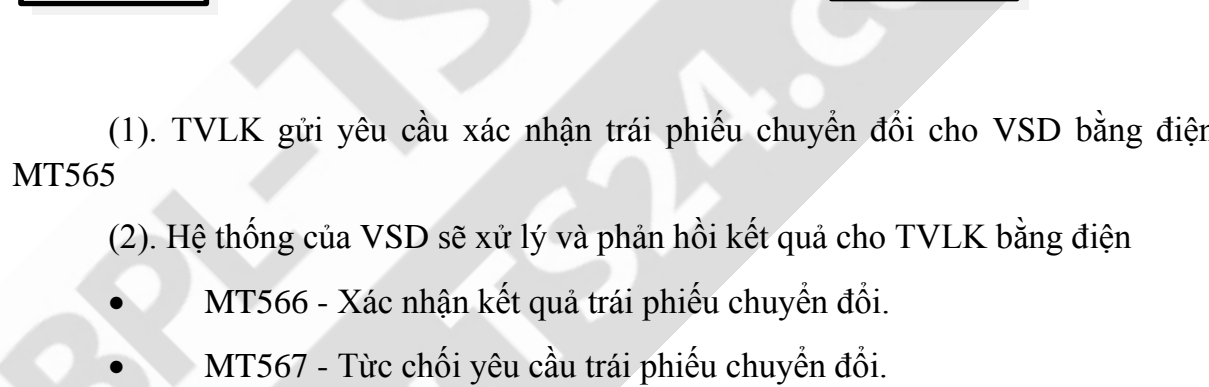 (1). TVLK gửi yêu cầu xác nhận trái phiếu chuyển đổi cho VSD bằng điện
MT565
(2). Hệ thống của VSD sẽ xử lý và phản hồi kết quả cho TVLK bằng điện
• MT566 - Xác nhận kết quả trái phiếu chuyển đổi.
• MT567 - Từc chối yêu cầu trái phiếu chuyển đổi.